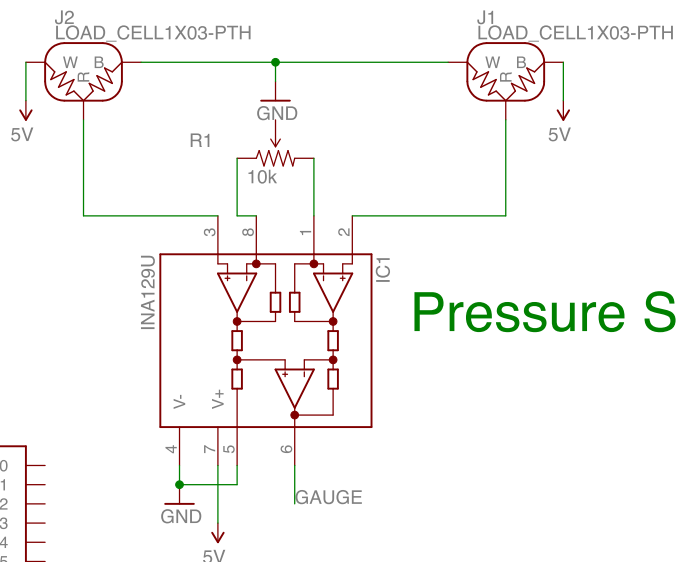 J2
LOAD_CELL1X03-PTH
J1
LOAD_CELL1X03-PTH
W B
R
W B
R
5V
GND
5V
R1
10k
3 8 1 2
INA129U
IC1
Pressure S
V- V+
4 7 5 6
GAUGE
GND
5V
0
1
2
3
4